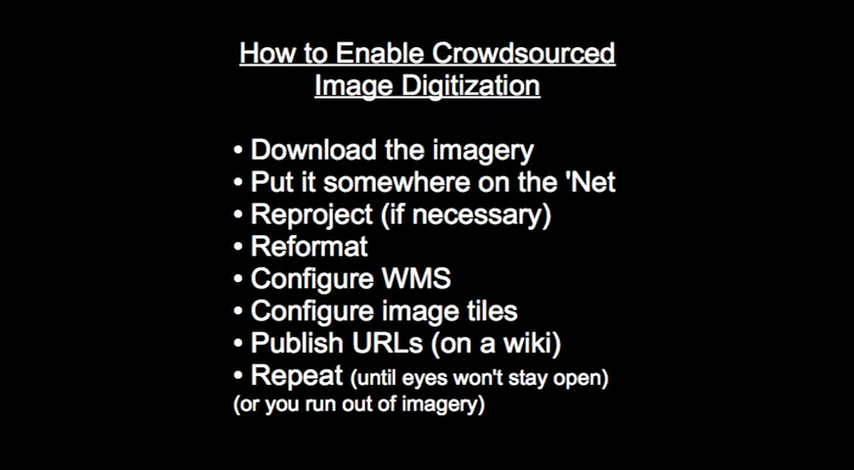 How to Enable Crowdsourced
Image Digitization
• Download the imagery
• Put it somewhere on the 'Net
• Reproject (if necessary)
• Reformat
• Configure WMS
• Configure image tiles
• Publish URLs (on a wiki)
• Repeat (until eyes won't stay open)
(or you run out of imagery)